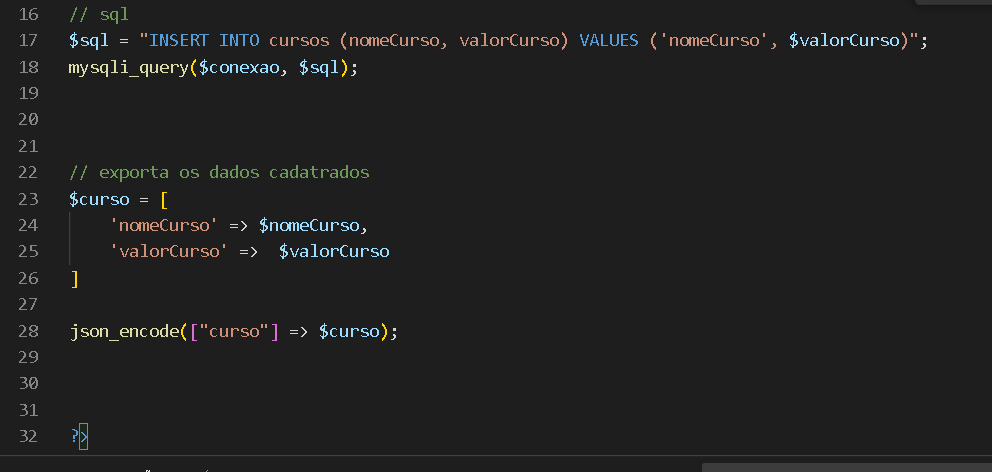 16 // sql
17 $sql = "INSERT INTO cursos (nomeCurso, valorCurso) VALUES ('nomeCurso', $valorCurso)";
18 mysqli_query($conexao, $sql);
19
20
21
22 // exporta os dados cadatrados
23 $curso = [
24 'nomeCurso' => $nomeCurso,
25 'valorCurso' =>  $valorCurso
26 ]
27
28 json_encode(["curso"] => $curso);
29
30
31
32 ?>